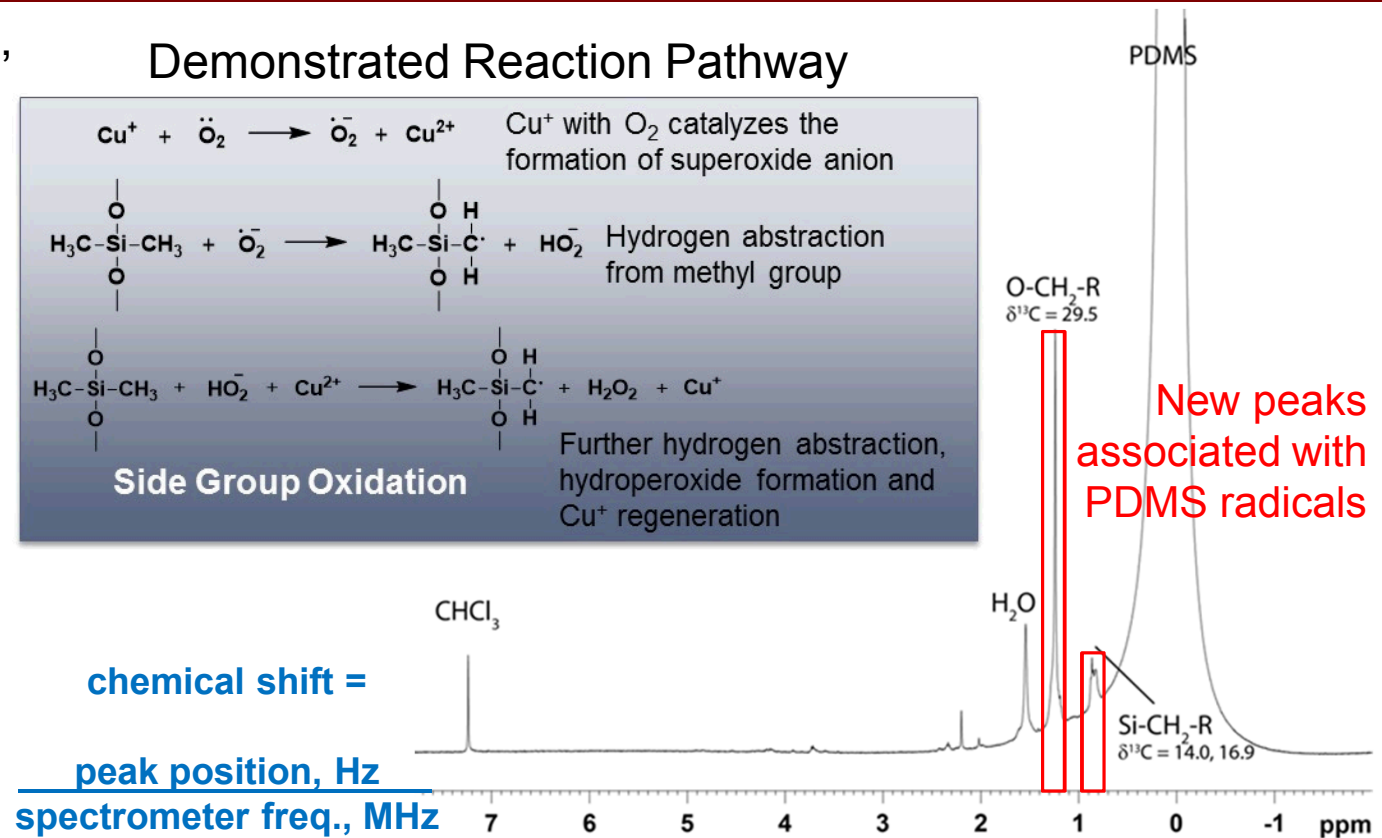 ,
Demonstrated Reaction Pathway
Cu⁺ + Ö₂ ⟶ Ȯ₂⁻ + Cu²⁺
Cu⁺ with O₂ catalyzes the
formation of superoxide anion
O O H
H₃C-Si-CH₃ + Ȯ₂⁻ ⟶ H₃C-Si-C· + HO₂⁻
O O H
Hydrogen abstraction
from methyl group
O O H
H₃C-Si-CH₃ + HO₂⁻ + Cu²⁺ ⟶ H₃C-Si-C· + H₂O₂ + Cu⁺
O O H
Further hydrogen abstraction,
hydroperoxide formation and
Cu⁺ regeneration
Side Group Oxidation
PDMS
O-CH₂-R
δ¹³C = 29.5
New peaks
associated with
PDMS radicals
CHCl₃
H₂O
Si-CH₂-R
δ¹³C = 14.0, 16.9
chemical shift =
peak position, Hz
spectrometer freq., MHz
7 6 5 4 3 2 1 0 -1 ppm